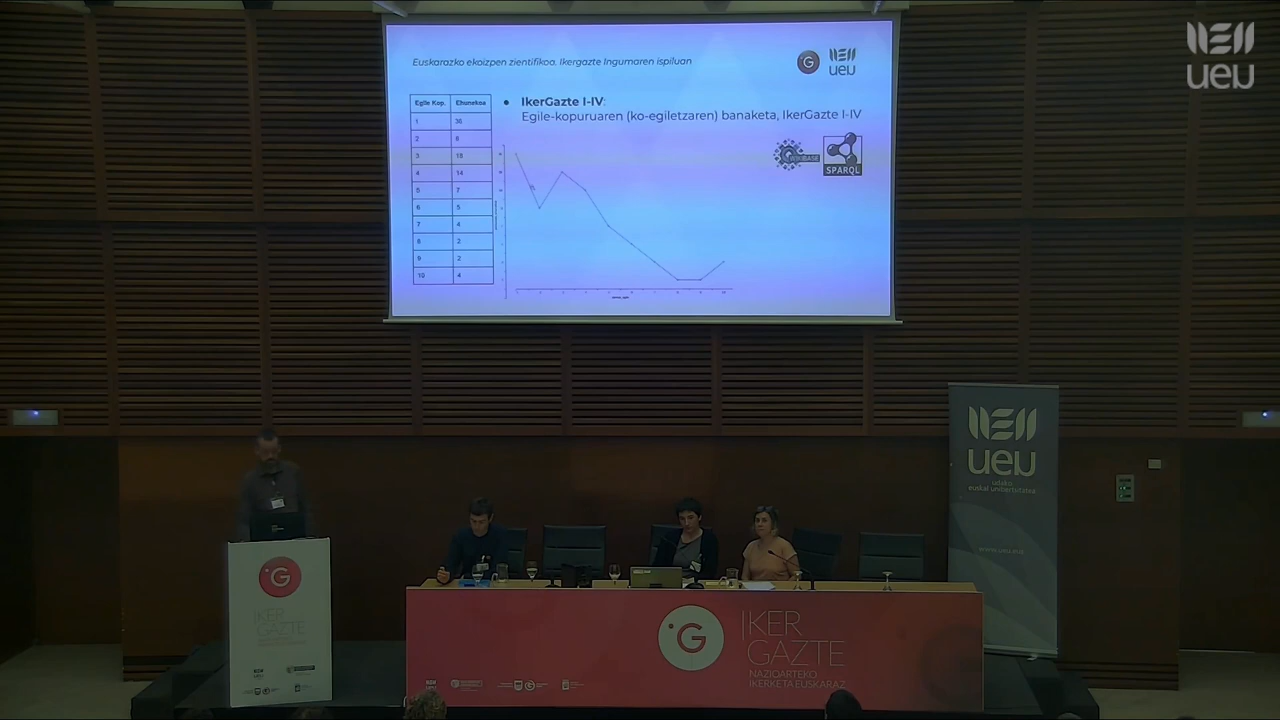 Euskarazko ekoizpen zientifikoa. Ikergazte Ingumaren ispiluan
G
UEU
UEU
Egile Kop. Ehunekoa
1 36
2 8
3 18
4 14
5 7
6 5
7 4
8 2
9 2
10 4
• IkerGazte I-IV:
Egile-kopuruaren (ko-egiletzaren) banaketa, IkerGazte I-IV
SPARQL
UEU
udako
euskal unibertsitatea
G
IKER
GAZTE
G
IKER
GAZTE
NAZIOARTEKO
IKERKETA EUSKARAZ